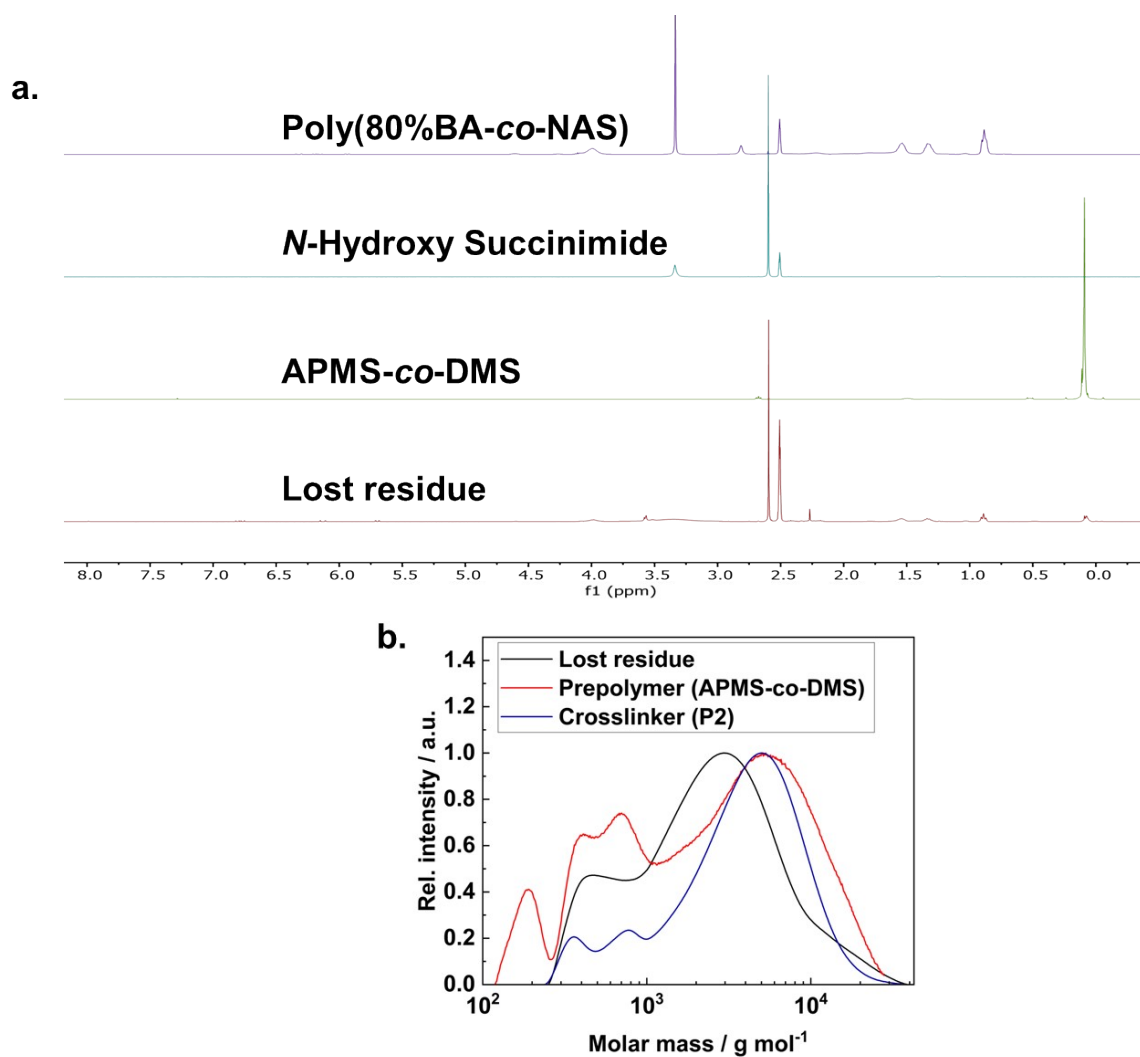 a.
Poly(80%BA-co-NAS)
N-Hydroxy Succinimide
APMS-co-DMS
Lost residue
8.0 7.5 7.0 6.5 6.0 5.5 5.0 4.5 4.0 3.5 3.0 2.5 2.0 1.5 1.0 0.5 0.0
f1 (ppm)
b.
Lost residue
Prepolymer (APMS-co-DMS)
Crosslinker (P2)
1.4
1.2
1.0
0.8
0.6
0.4
0.2
0.0
Rel. intensity / a.u.
10² 10³ 10⁴
Molar mass / g mol⁻¹